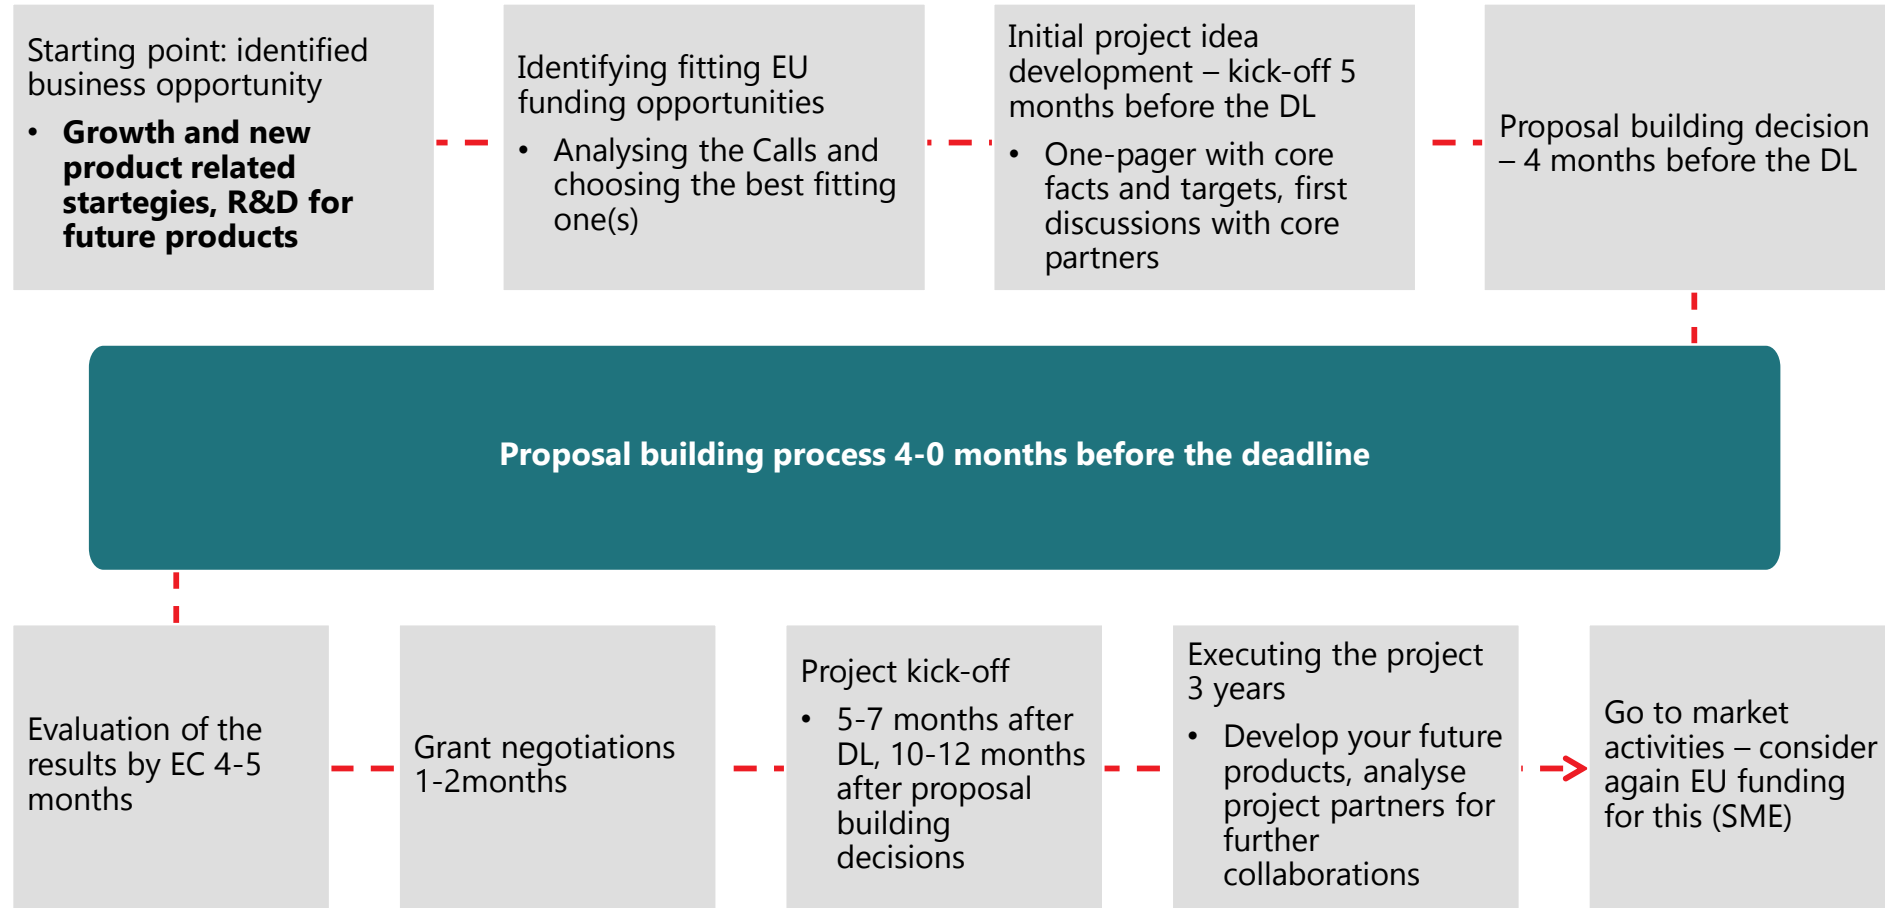 Starting point: identified
business opportunity
• Growth and new
product related
startegies, R&D for
future products
Identifying fitting EU
funding opportunities
• Analysing the Calls and
choosing the best fitting
one(s)
Initial project idea
development – kick-off 5
months before the DL
• One-pager with core
facts and targets, first
discussions with core
partners
Proposal building decision
– 4 months before the DL
Proposal building process 4-0 months before the deadline
Evaluation of the
results by EC 4-5
months
Grant negotiations
1-2months
Project kick-off
• 5-7 months after
DL, 10-12 months
after proposal
building
decisions
Executing the project
3 years
• Develop your future
products, analyse
project partners for
further
collaborations
Go to market
activities – consider
again EU funding
for this (SME)